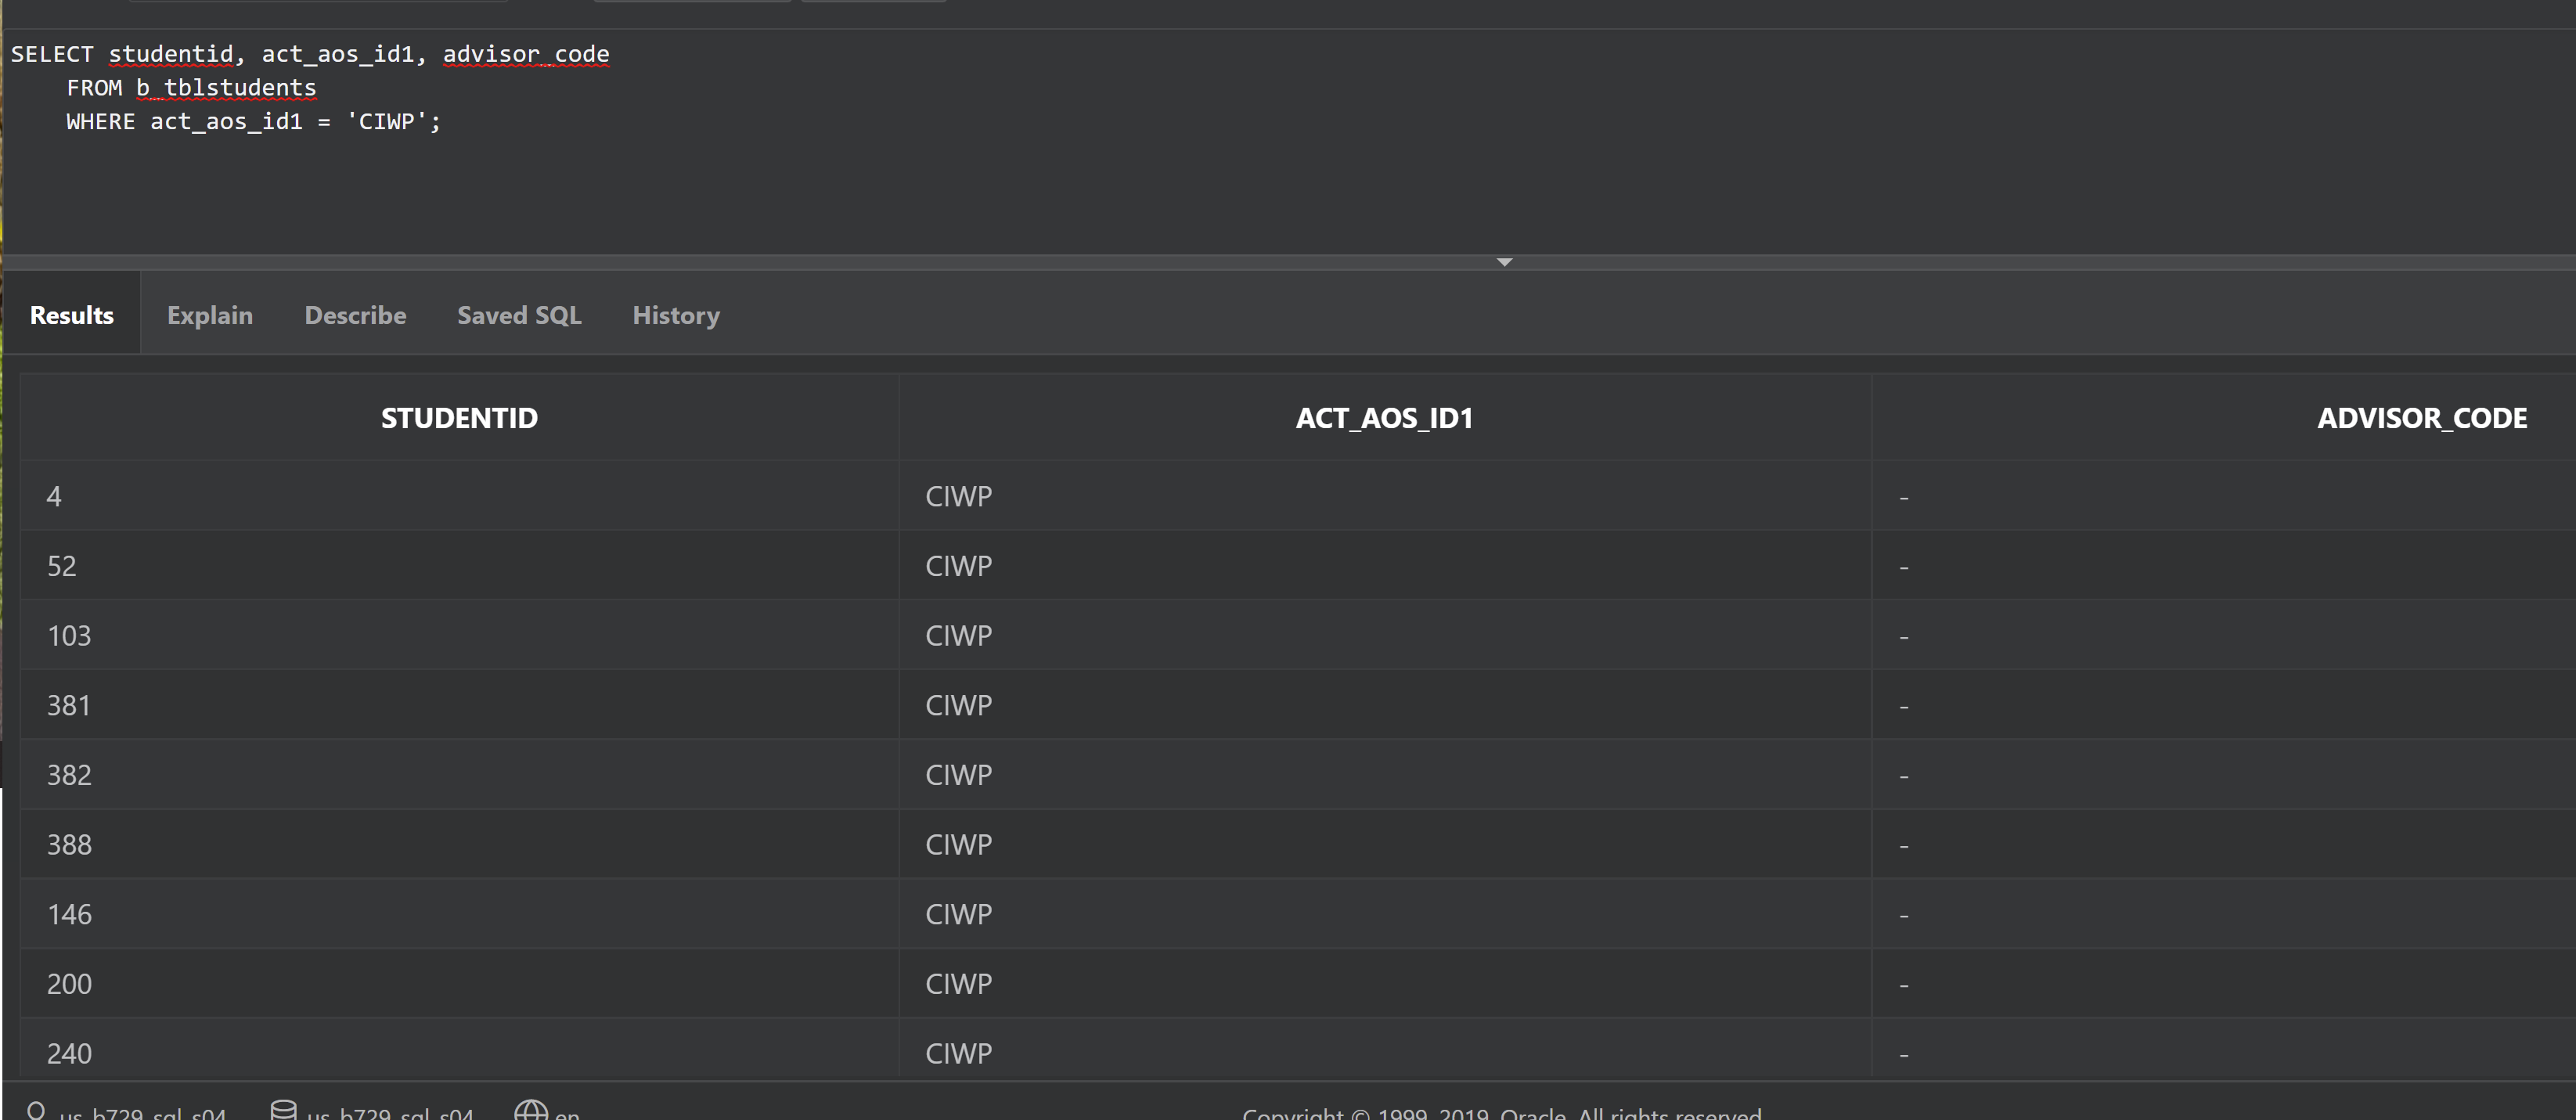 SELECT studentid, act_aos_id1, advisor_code
FROM b_tblstudents
WHERE act_aos_id1 = 'CIWP';
Results Explain Describe Saved SQL History
STUDENTID ACT_AOS_ID1 ADVISOR_CODE
4 CIWP -
52 CIWP -
103 CIWP -
381 CIWP -
382 CIWP -
388 CIWP -
146 CIWP -
200 CIWP -
240 CIWP -
us_b729_sql_s04 us_b729_sql_s04 en Copyright © 1999, 2019, Oracle. All rights reserved.